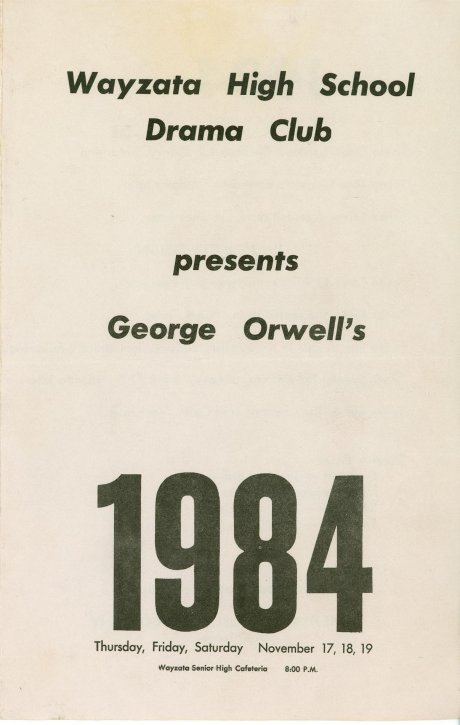 Wayzata High School
Drama Club
presents
George Orwell's
1984
Thursday, Friday, Saturday November 17, 18, 19
Wayzata Senior High Cafeteria 8:00 P.M.